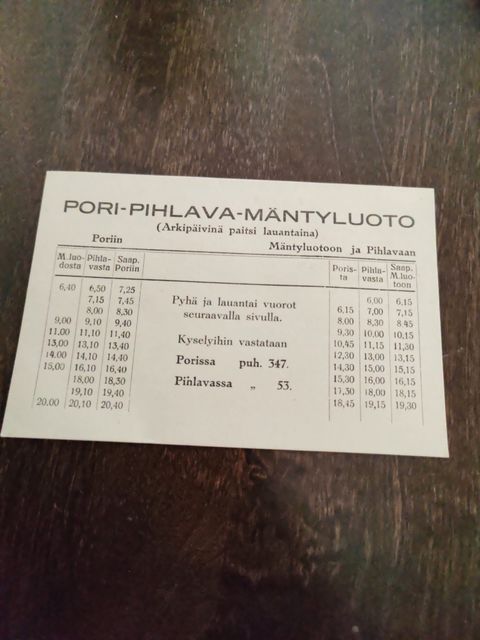 PORI-PIHLAVA-MÄNTYLUOTO
(Arkipäivinä paitsi lauantaina)
Poriin
M.luo- Pihla- Saap.
dosta vasta Poriin
6,40 6,50 7,25
7,15 7,45
8,00 8,30
9,00 9,10 9,40
11.00 11,10 11,40
13,00 13,10 13,40
14.00 14,10 14,40
15,00 16,10 16,40
18,00 18,30
19,10 19,40
20.00 20,10 20,40
Pyhä ja lauantai vuorot
seuraavalla sivulla.
Kyselyihin vastataan
Porissa puh. 347.
Pihlavassa „ 53.
Mäntyluotoon ja Pihlavaan
Poris- Pihla- Saap.
ta vasta M.luo-
toon
6,00 6,15
6,15 7,00 7,15
8,00 8,30 8,45
9,30 10,00 10,15
10,45 11,15 11,30
12,30 13,00 13,15
14,30 15,00 15,15
15,30 16,00 16,15
17,30 18,00 18,15
18,45 19,15 19,30